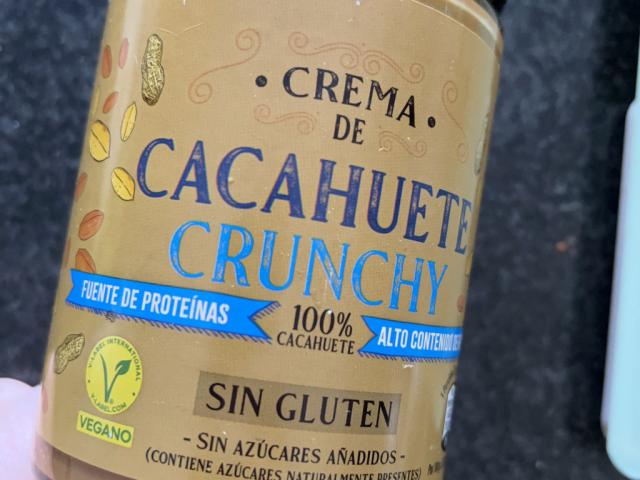 • CREMA •
DE
CACAHUETE
CRUNCHY
FUENTE DE PROTEÍNAS
100%
CACAHUETE
ALTO CONTENIDO DE
V-LABEL INTERNATIONAL
V
V-LABEL.COM
VEGANO
SIN GLUTEN
- SIN AZÚCARES AÑADIDOS -
(CONTIENE AZÚCARES NATURALMENTE PRESENTES)